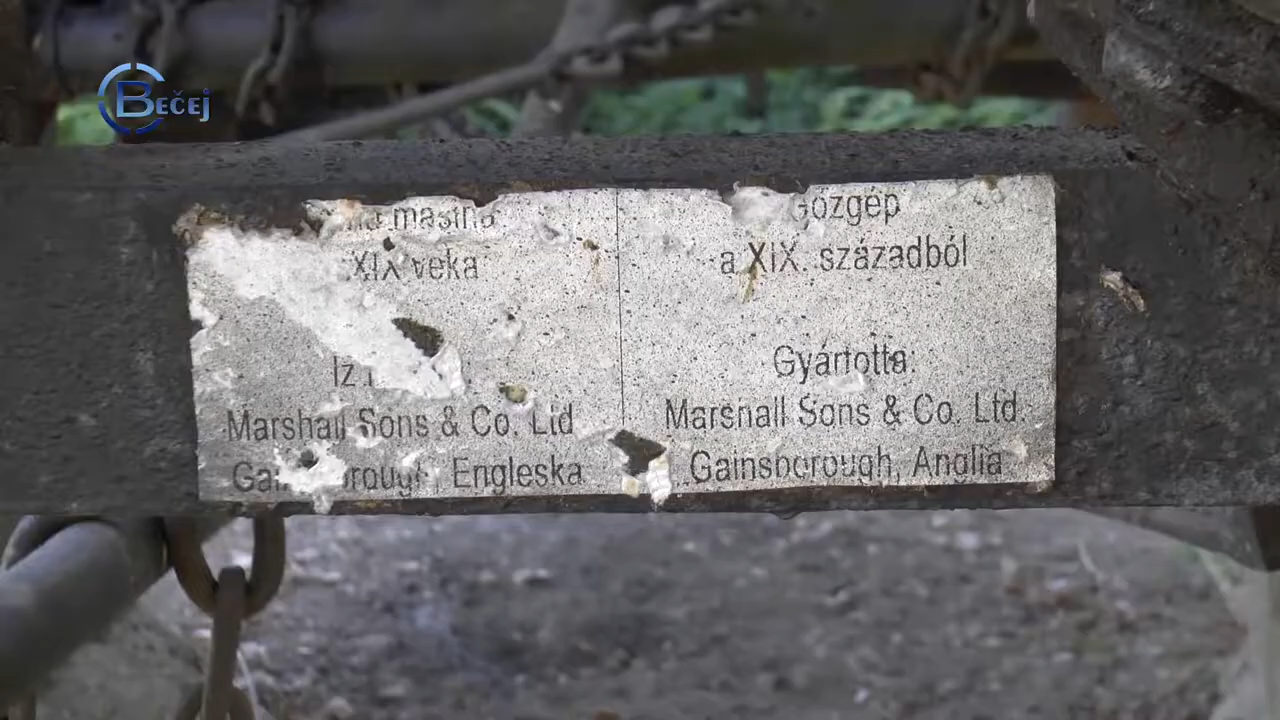 BEČEJ
mašina
XIX veka
Marshall Sons & Co. Ltd
Engleska
Gőzgép
a XIX. századból
Gyártotta:
Marshall Sons & Co. Ltd
Gainsborough, Anglia